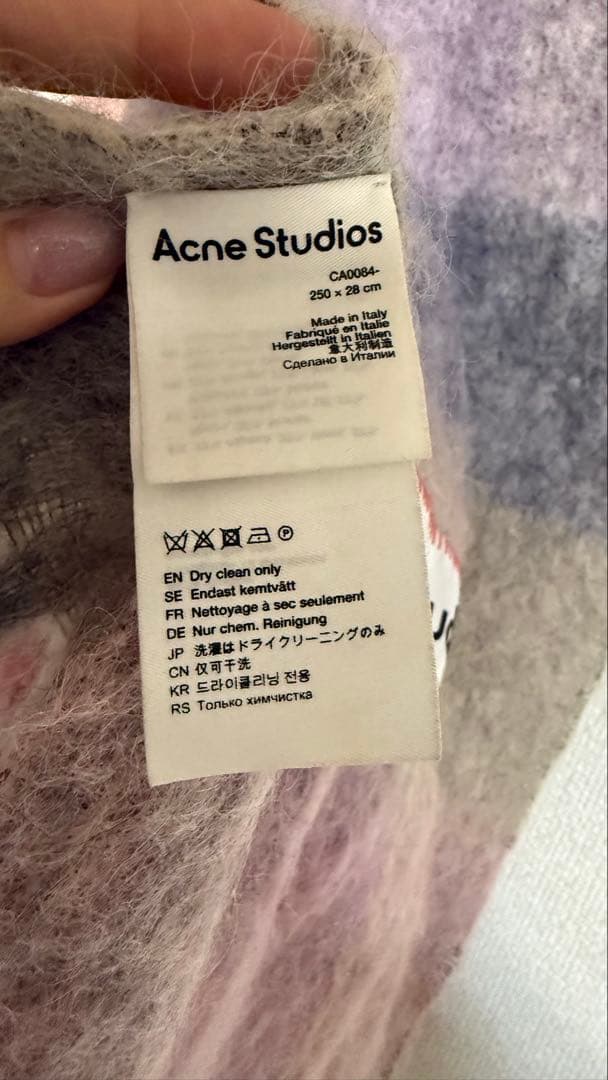 Acne Studios
CA0084-
250 x 28 cm
Made in Italy
Fabriqué en Italie
Hergestellt in Italien
意大利制造
Сделано в Италии
P
EN Dry clean only
SE Endast kemtvätt
FR Nettoyage à sec seulement
DE Nur chem. Reinigung
JP 洗濯はドライクリーニングのみ
CN 仅可干洗
KR 드라이클리닝 전용
RS Только химчистка